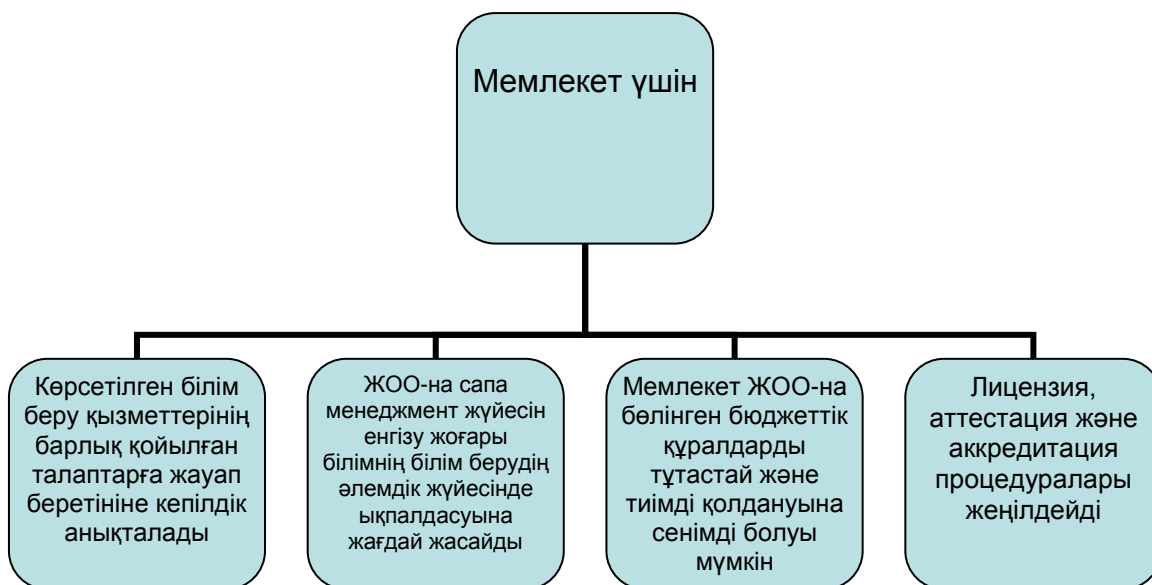 Мемлекет үшін
Көрсетілген білім
беру қызметтерінің
барлық қойылған
талаптарға жауап
беретініне кепілдік
анықталады
ЖОО-на сапа
менеджмент жүйесін
енгізу жоғары
білімнің білім берудің
әлемдік жүйесінде
ықпалдасуына
жағдай жасайды
Мемлекет ЖОО-на
бөлінген бюджеттік
құралдарды
тұтастай және
тиімді қолдануына
сенімді болуы
мүмкін
Лицензия,
аттестация және
аккредитация
процедуралары
жеңілдейді